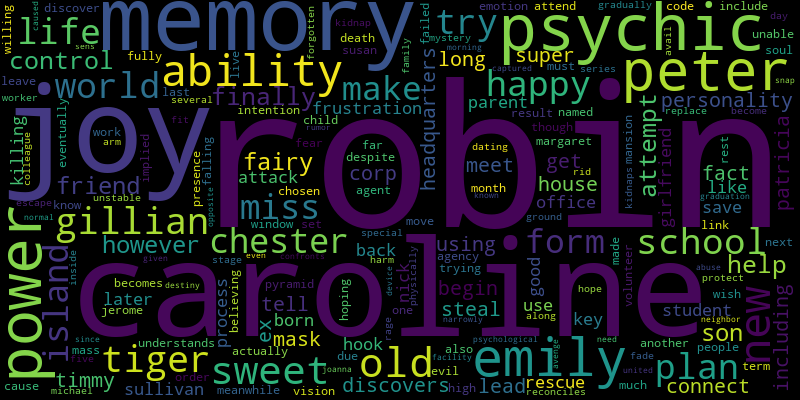 willing discover memory kidnap emotion attend gradually code include day
life forgotten death caused failed try psychic avail unable
control susan mystery peter soul
fully live family long super morning must series
world ability happy captured snap
leave last make headquarters personality
worker several finally frustration parent result named replace become
joy robin
killing colleague eventually work fit intention child rumor far dating though margaret mansion attempt rest patricia
arm implied presence fairy fear despite corp meet get fact
friend falling attack agent month rid house kidnaps girlfriend like graduation
escape know unstable chosen miss known office save
normal gillian opposite window set move ground volunteer link
power however chester special back using form made school next
island inside given stage even harm agency good help
caroline
becomes destiny process believing tell pyramid device nick physically trying begin hope abuse protect
later hoping one steal use along student wish new including
jerome ex born rage narrowly key neighbor son
since understands mask hook also psychological need another people
tiger actually due evil emily plan
mass order sweet old facility avenge fade term
timmy five joanna discovers lead rescue united connect
cause michael sullivan meanwhile vision high reconciles much
sens confronts